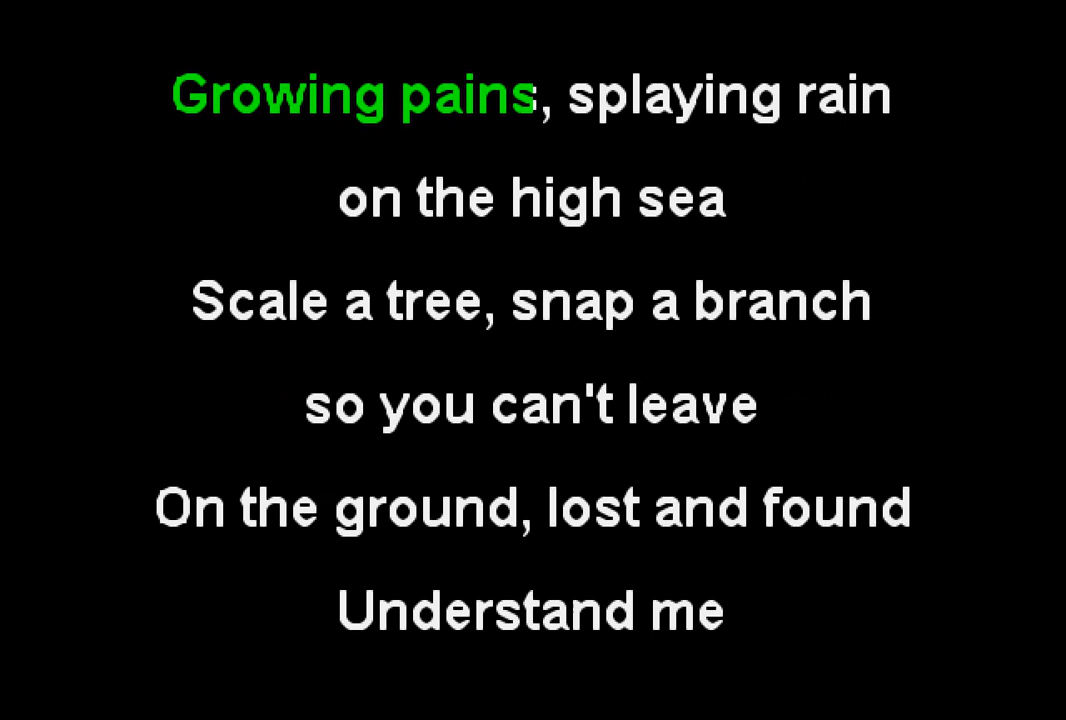 Growing pains, splaying rain
on the high sea
Scale a tree, snap a branch
so you can't leave
On the ground, lost and found
Understand me